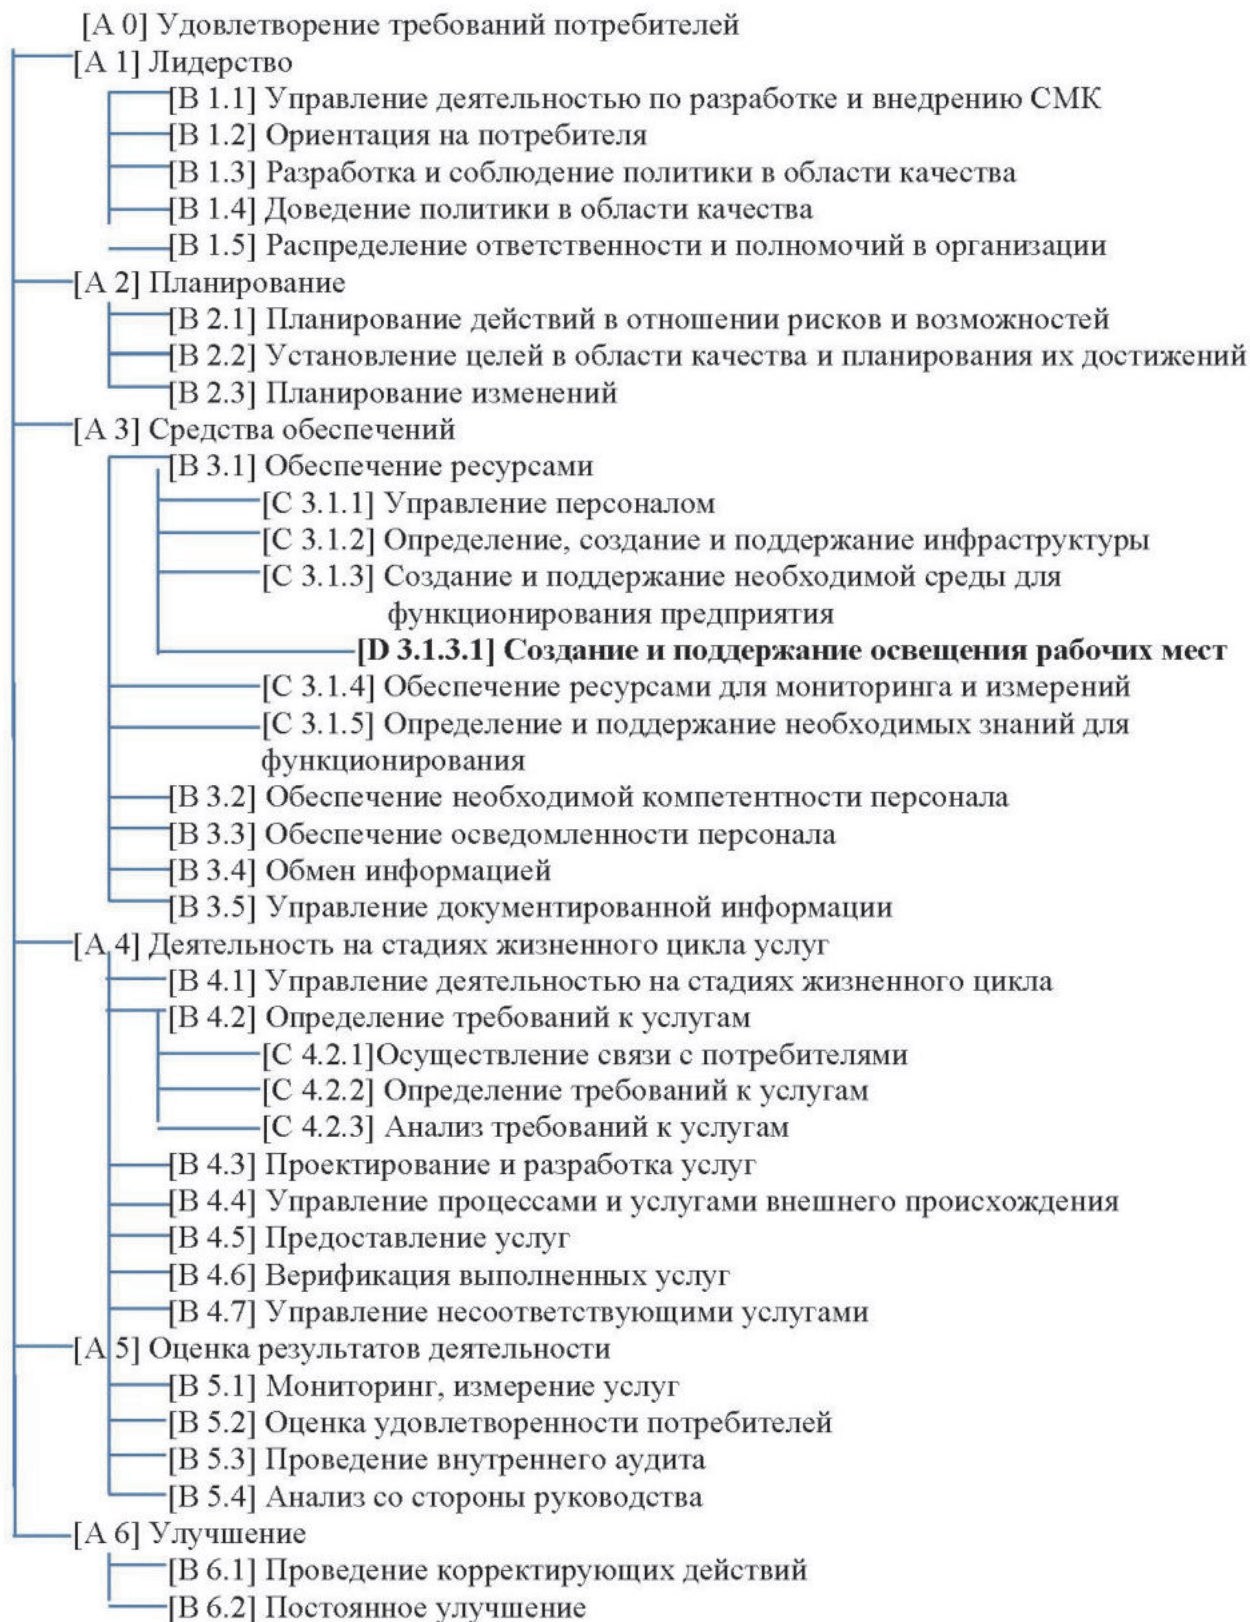 [А 0] Удовлетворение требований потребителей
[А 1] Лидерство
[В 1.1] Управление деятельностью по разработке и внедрению СМК
[В 1.2] Ориентация на потребителя
[В 1.3] Разработка и соблюдение политики в области качества
[В 1.4] Доведение политики в области качества
[В 1.5] Распределение ответственности и полномочий в организации
[А 2] Планирование
[В 2.1] Планирование действий в отношении рисков и возможностей
[В 2.2] Установление целей в области качества и планирования их достижений
[В 2.3] Планирование изменений
[А 3] Средства обеспечений
[В 3.1] Обеспечение ресурсами
[С 3.1.1] Управление персоналом
[С 3.1.2] Определение, создание и поддержание инфраструктуры
[С 3.1.3] Создание и поддержание необходимой среды для
функционирования предприятия
[D 3.1.3.1] Создание и поддержание освещения рабочих мест
[С 3.1.4] Обеспечение ресурсами для мониторинга и измерений
[С 3.1.5] Определение и поддержание необходимых знаний для
функционирования
[В 3.2] Обеспечение необходимой компетентности персонала
[В 3.3] Обеспечение осведомленности персонала
[В 3.4] Обмен информацией
[В 3.5] Управление документированной информации
[А 4] Деятельность на стадиях жизненного цикла услуг
[В 4.1] Управление деятельностью на стадиях жизненного цикла
[В 4.2] Определение требований к услугам
[С 4.2.1]Осуществление связи с потребителями
[С 4.2.2] Определение требований к услугам
[С 4.2.3] Анализ требований к услугам
[В 4.3] Проектирование и разработка услуг
[В 4.4] Управление процессами и услугами внешнего происхождения
[В 4.5] Предоставление услуг
[В 4.6] Верификация выполненных услуг
[В 4.7] Управление несоответствующими услугами
[А 5] Оценка результатов деятельности
[В 5.1] Мониторинг, измерение услуг
[В 5.2] Оценка удовлетворенности потребителей
[В 5.3] Проведение внутреннего аудита
[В 5.4] Анализ со стороны руководства
[А 6] Улучшение
[В 6.1] Проведение корректирующих действий
[В 6.2] Постоянное улучшение